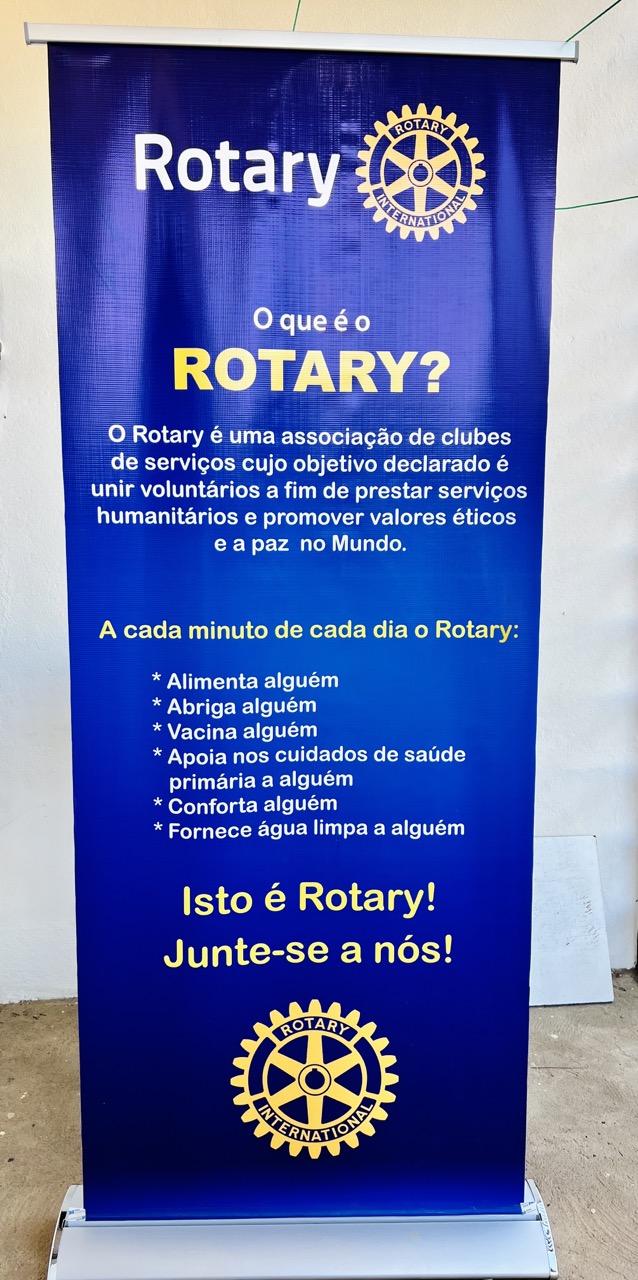 Rotary
ROTARY
INTERNATIONAL
O que é o
ROTARY?
O Rotary é uma associação de clubes
de serviços cujo objetivo declarado é
unir voluntários a fim de prestar serviços
humanitários e promover valores éticos
e a paz no Mundo.
A cada minuto de cada dia o Rotary:
* Alimenta alguém
* Abriga alguém
* Vacina alguém
* Apoia nos cuidados de saúde
primária a alguém
* Conforta alguém
* Fornece água limpa a alguém
Isto é Rotary!
Junte-se a nós!
ROTARY
INTERNATIONAL